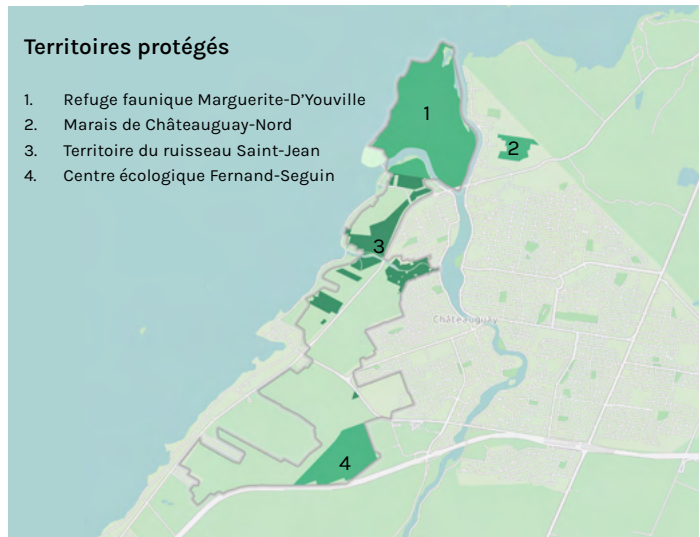 Territoires protégés
1. Refuge faunique Marguerite-D'Youville
2. Marais de Châteauguay-Nord
3. Territoire du ruisseau Saint-Jean
4. Centre écologique Fernand-Seguin
1
2
3
Châteauguay
4